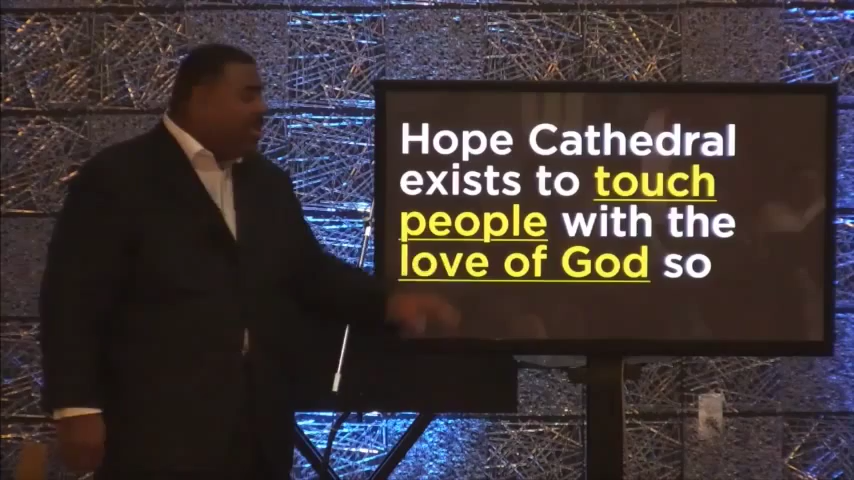 Hope Cathedral
exists to touch
people with the
love of God so